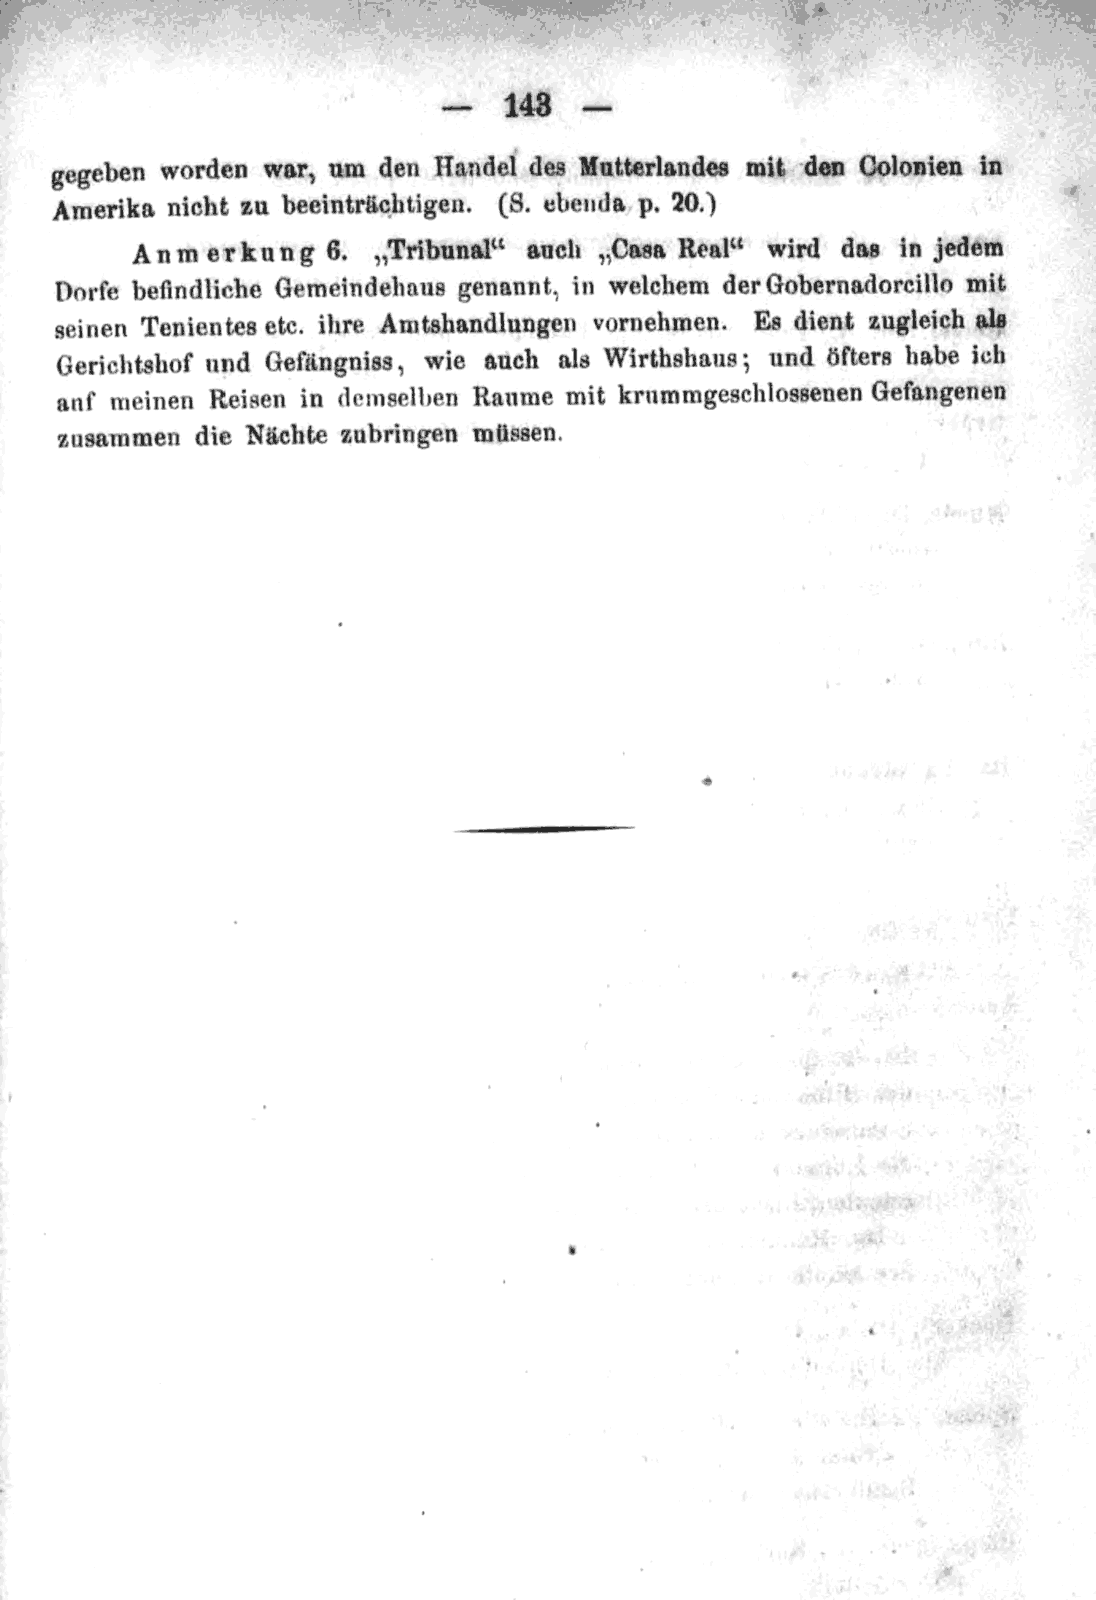 — 143 —
gegeben worden war, um den Handel des Mutterlandes mit den Colonien in
Amerika nicht zu beeinträchtigen. (S. ebenda p. 20.)
Anmerkung 6. „Tribunal“ auch „Casa Real“ wird das in jedem
Dorfe befindliche Gemeindehaus genannt, in welchem der Gobernadorcillo mit
seinen Tenientes etc. ihre Amtshandlungen vornehmen. Es dient zugleich als
Gerichtshof und Gefängniss, wie auch als Wirthshaus; und öfters habe ich
auf meinen Reisen in demselben Raume mit krummgeschlossenen Gefangenen
zusammen die Nächte zubringen müssen.